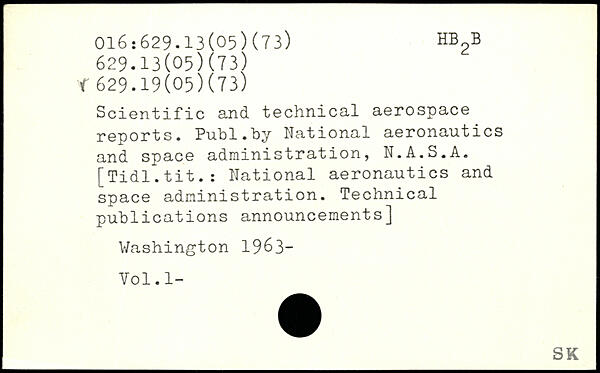 016:629.13(05)(73) HB2B
629.13(05)(73)
r 629.19(05)(73)
Scientific and technical aerospace
reports. Publ.by National aeronautics
and space administration, N.A.S.A.
[Tidl.tit.: National aeronautics and
space administration. Technical
publications announcements]
Washington 1963-
Vol.1-
SK